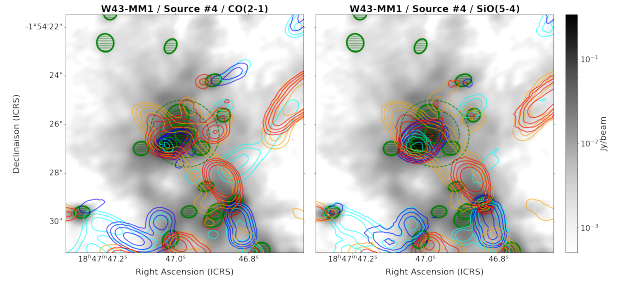 W43-MM1 / Source #4 / CO(2-1)
W43-MM1 / Source #4 / SiO(5-4)
-1°54'22"
24"
26"
28"
30"
Declinaison (ICRS)
18ʰ47ᵐ47.2ˢ
47.0ˢ
46.8ˢ
18ʰ47ᵐ47.2ˢ
47.0ˢ
46.8ˢ
Right Ascension (ICRS)
Right Ascension (ICRS)
10⁻¹
10⁻²
10⁻³
Jy/beam